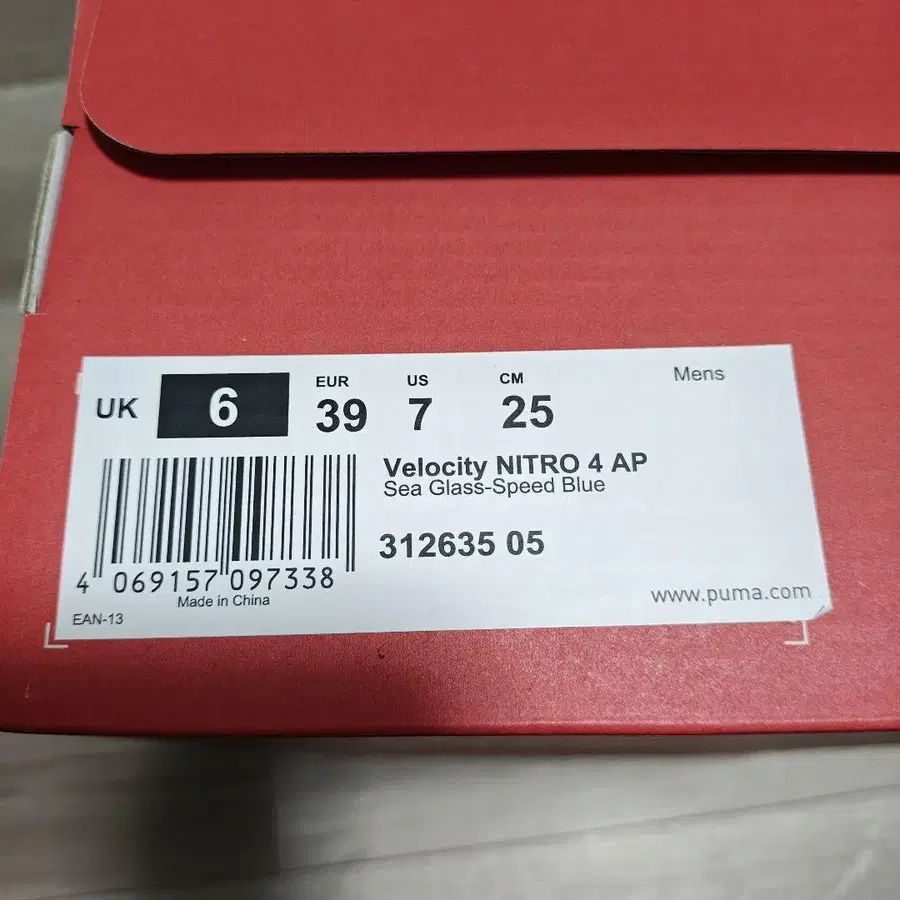 UK 6 EUR 39 US 7 CM 25 Mens
Velocity NITRO 4 AP
Sea Glass-Speed Blue
312635 05
4 069157 097338
Made in China
EAN-13
www.puma.com